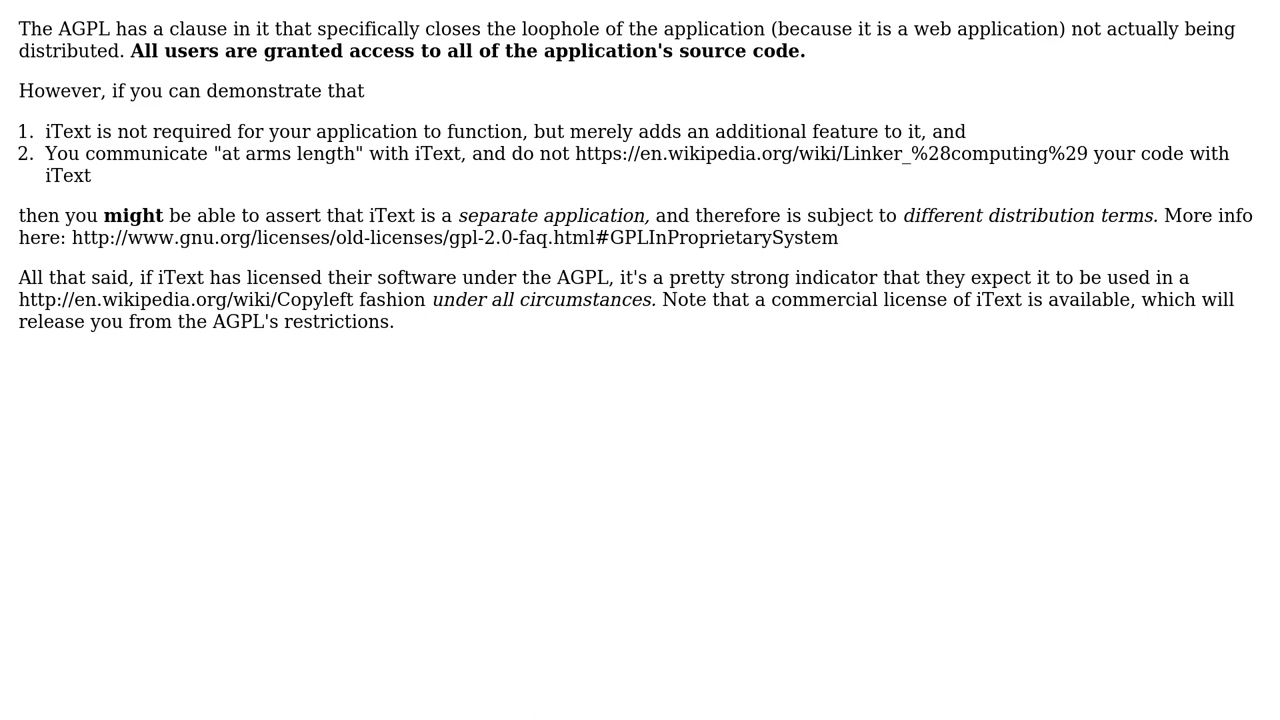 The AGPL has a clause in it that specifically closes the loophole of the application (because it is a web application) not actually being
distributed. All users are granted access to all of the application's source code.
However, if you can demonstrate that
1. iText is not required for your application to function, but merely adds an additional feature to it, and
2. You communicate "at arms length" with iText, and do not https://en.wikipedia.org/wiki/Linker_%28computing%29 your code with
iText
then you might be able to assert that iText is a separate application, and therefore is subject to different distribution terms. More info
here: http://www.gnu.org/licenses/old-licenses/gpl-2.0-faq.html#GPLInProprietarySystem
All that said, if iText has licensed their software under the AGPL, it's a pretty strong indicator that they expect it to be used in a
http://en.wikipedia.org/wiki/Copyleft fashion under all circumstances. Note that a commercial license of iText is available, which will
release you from the AGPL's restrictions.